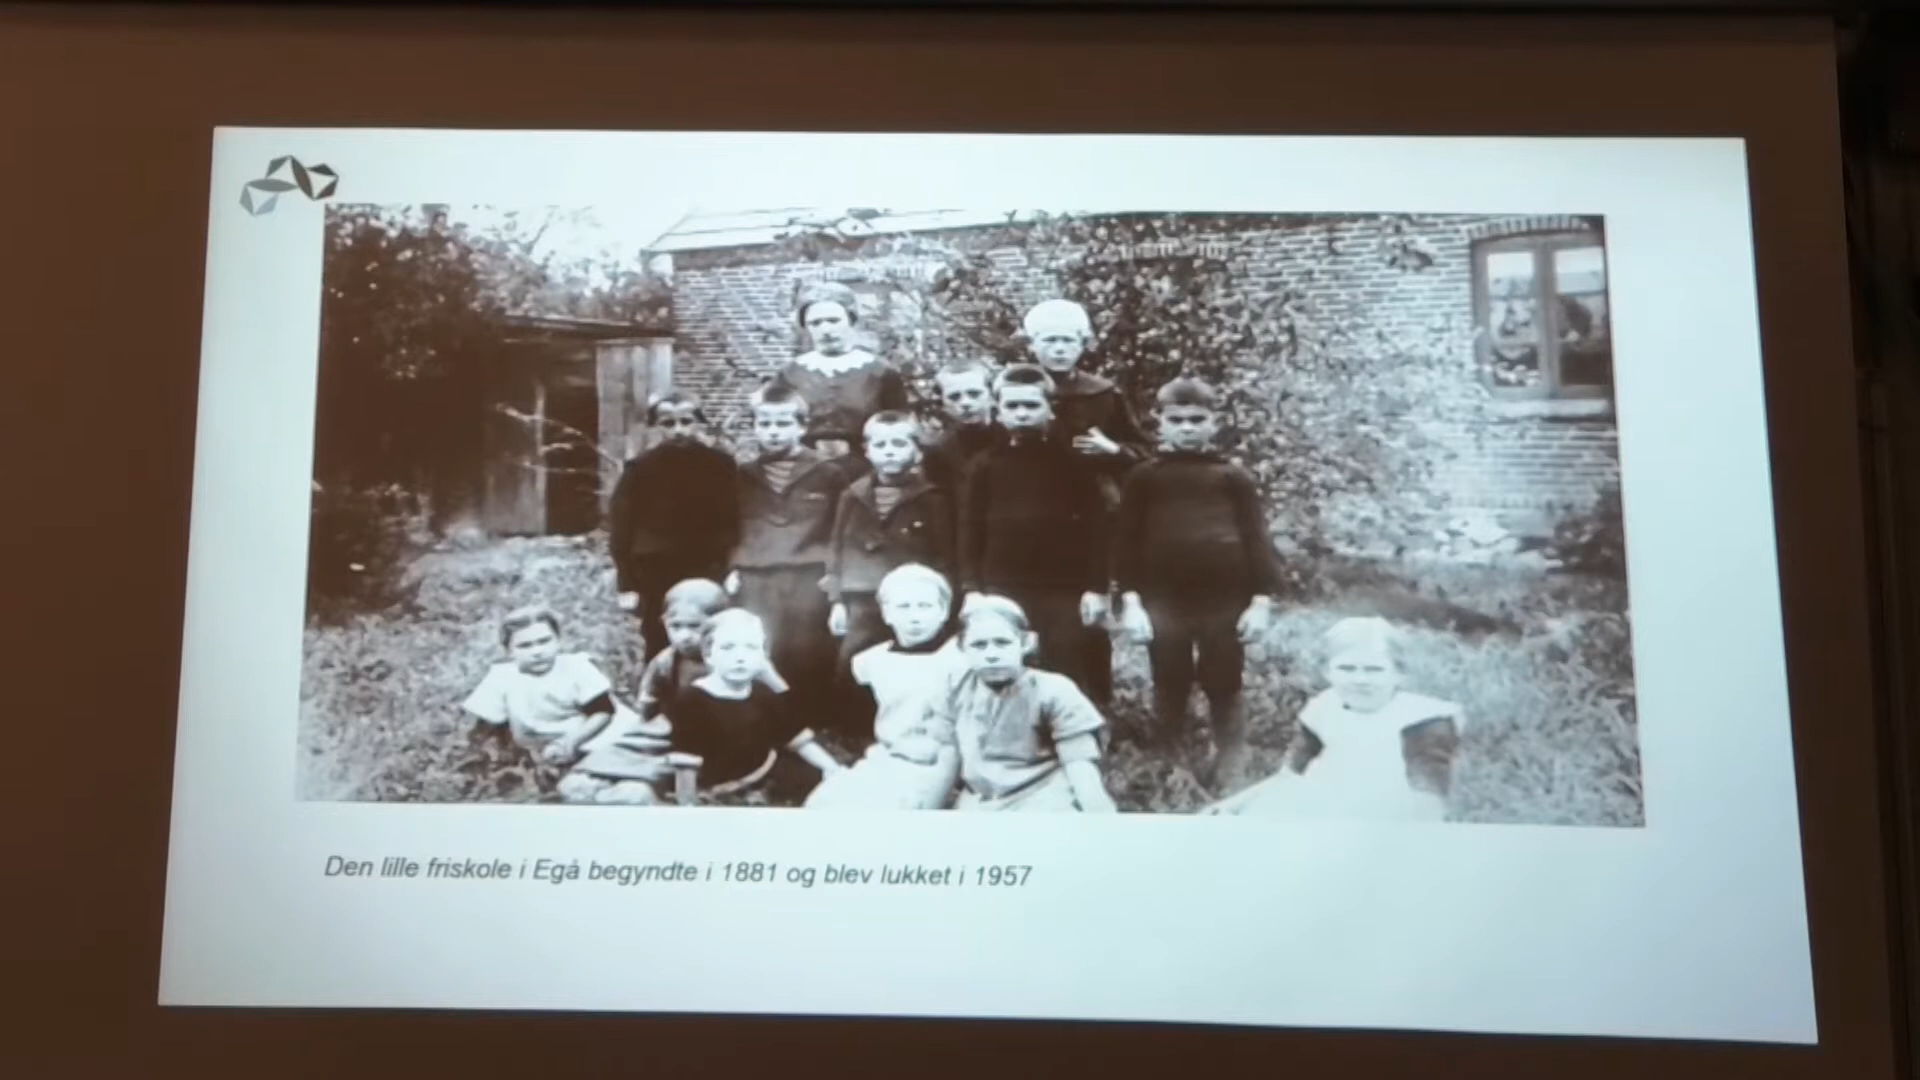 Den lille friskole i Egå begyndte i 1881 og blev lukket i 1957